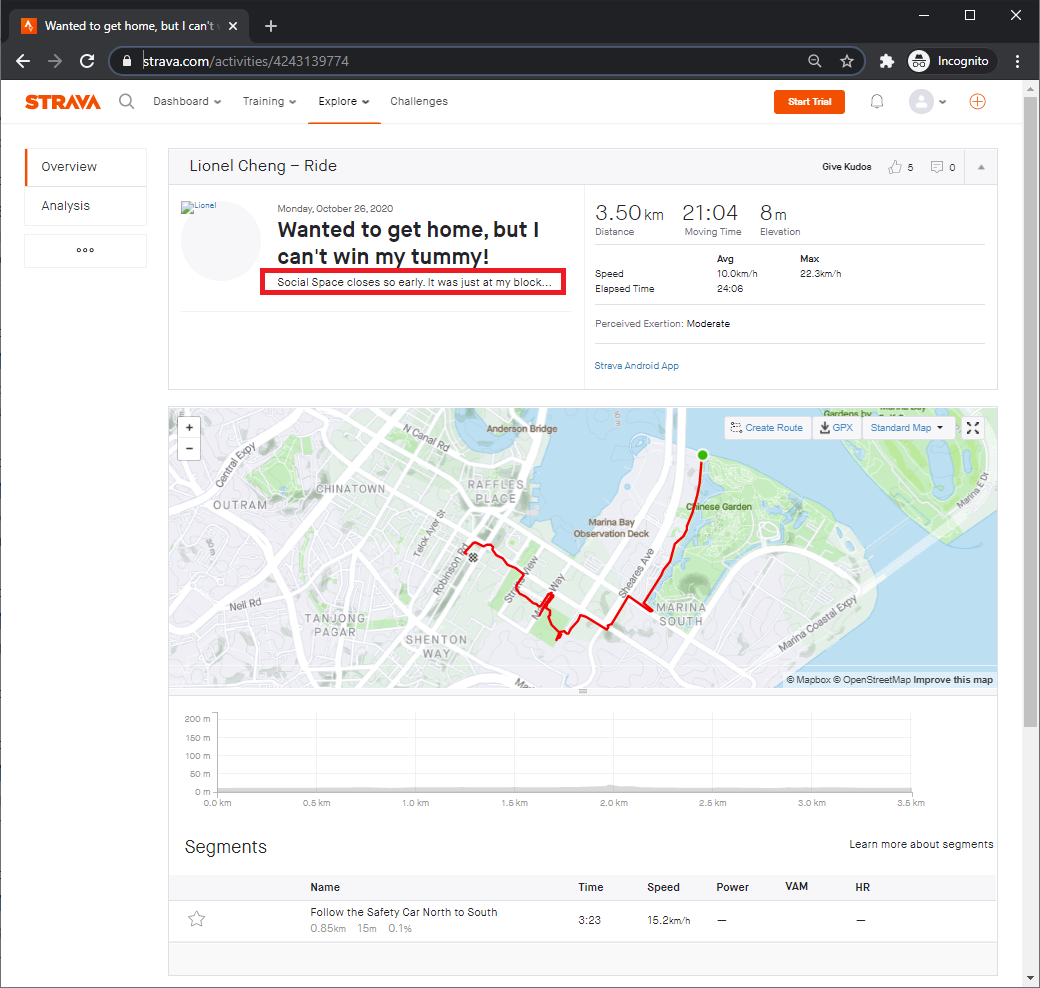 Wanted to get home, but I can't
strava.com/activities/4243139774
Incognito
STRAVA
Dashboard
Training
Explore
Challenges
Start Trial
Overview
Analysis
Lionel Cheng – Ride
Give Kudos
5
0
Lionel
Monday, October 26, 2020
Wanted to get home, but I
can't win my tummy!
Social Space closes so early. It was just at my block...
3.50 km 21:04 8 m
Distance Moving Time Elevation
Avg Max
Speed 10.0km/h 22.3km/h
Elapsed Time 24:06
Perceived Exertion: Moderate
Strava Android App
+
−
Create Route
GPX
Standard Map
Gardens by
Marina Bay
Anderson Bridge
N Canal Rd
Central Expy
CHINATOWN
OUTRAM
RAFFLES
PLACE
Chinese Garden
Marina E Dr
Marina Bay
Observation Deck
Telok Ayer St
Robinson Rd
Sheares Ave
Neil Rd
TANJONG
PAGAR
SHENTON
WAY
MARINA
SOUTH
Marina Coastal Expy
© Mapbox © OpenStreetMap Improve this map
200 m
150 m
100 m
50 m
0 m
0.0 km 0.5 km 1.0 km 1.5 km 2.0 km 2.5 km 3.0 km 3.5 km
Segments
Learn more about segments
Name Time Speed Power VAM HR
Follow the Safety Car North to South
0.85km 15m 0.1%
3:23 15.2km/h — —